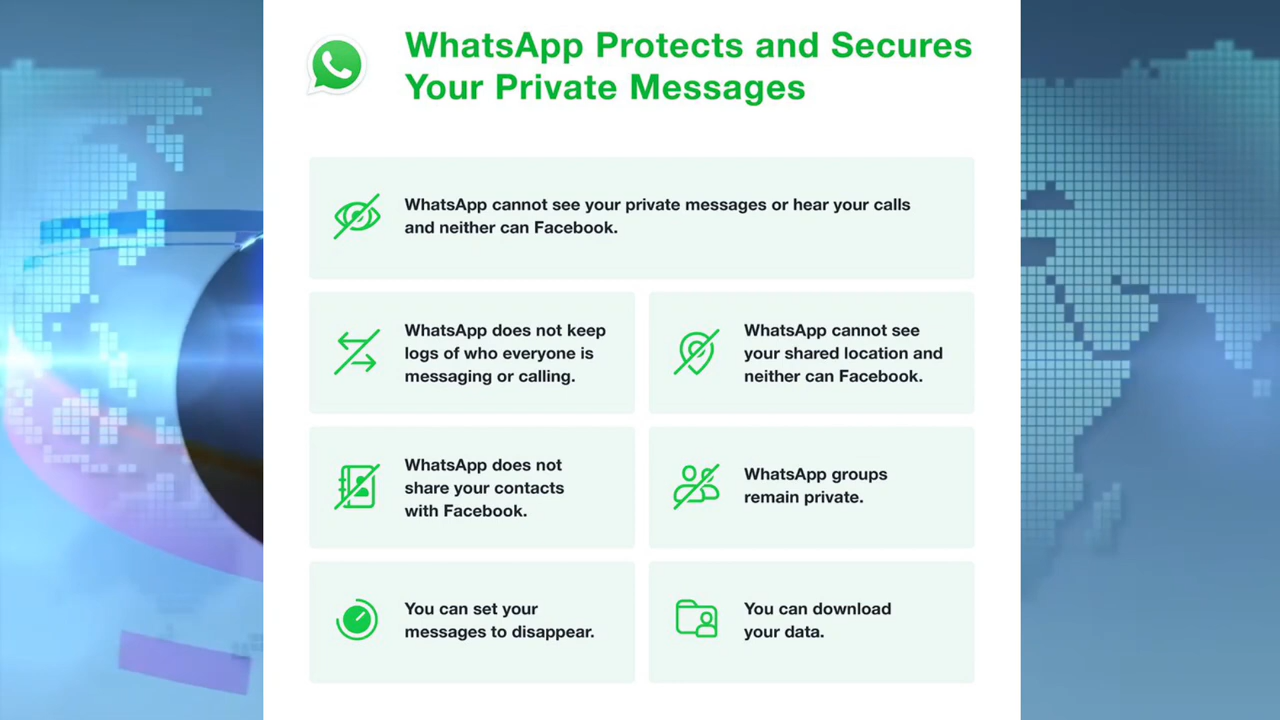 WhatsApp Protects and Secures
Your Private Messages
WhatsApp cannot see your private messages or hear your calls
and neither can Facebook.
WhatsApp does not keep
logs of who everyone is
messaging or calling.
WhatsApp cannot see
your shared location and
neither can Facebook.
WhatsApp does not
share your contacts
with Facebook.
WhatsApp groups
remain private.
You can set your
messages to disappear.
You can download
your data.